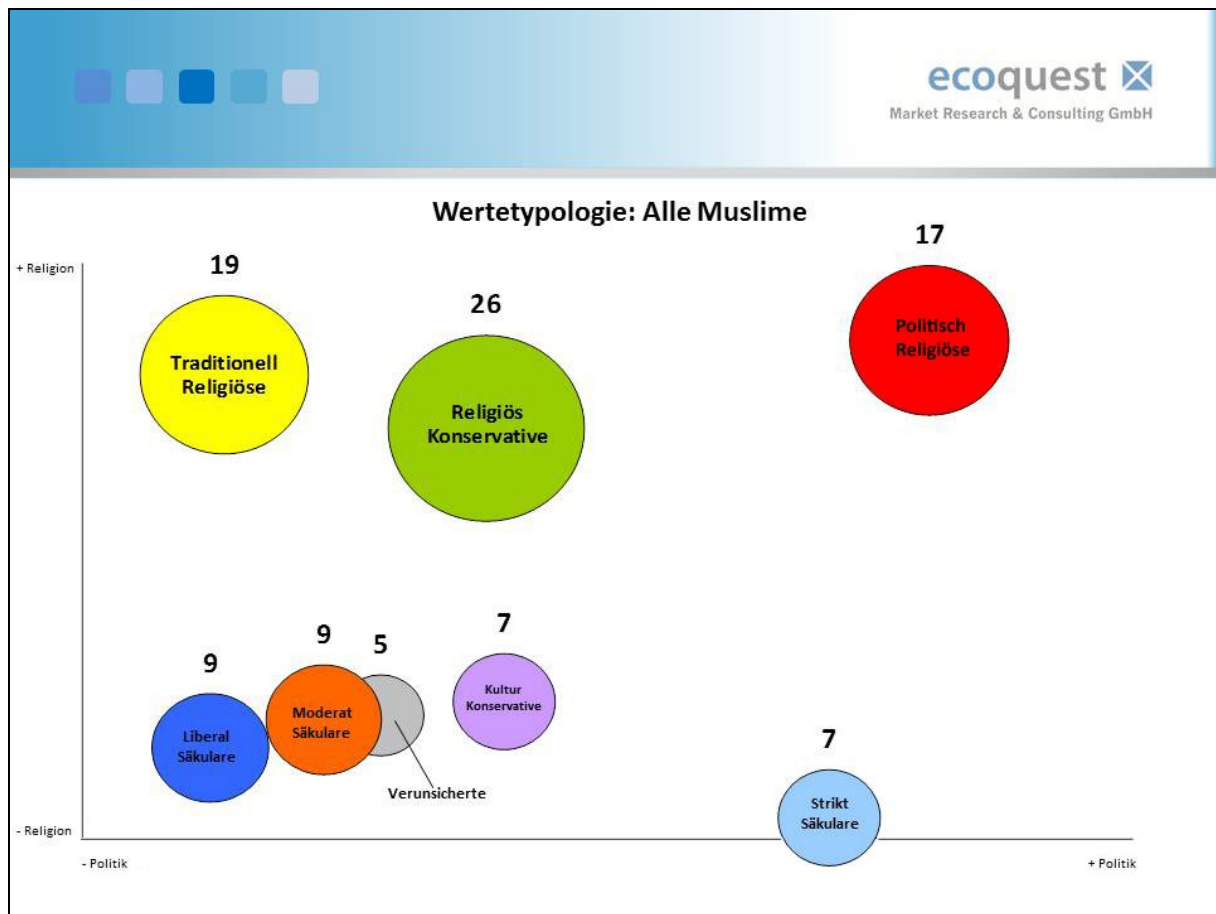 ecoquest
Market Research & Consulting GmbH
Wertetypologie: Alle Muslime
17
+ Religion
19
26
Politisch
Religiöse
Traditionell
Religiöse
Religiös
Konservative
9
9
5
7
Liberal
Säkulare
Moderat
Säkulare
Kultur
Konservative
7
Verunsicherte
Strikt
Säkulare
- Religion
- Politik
+ Politik